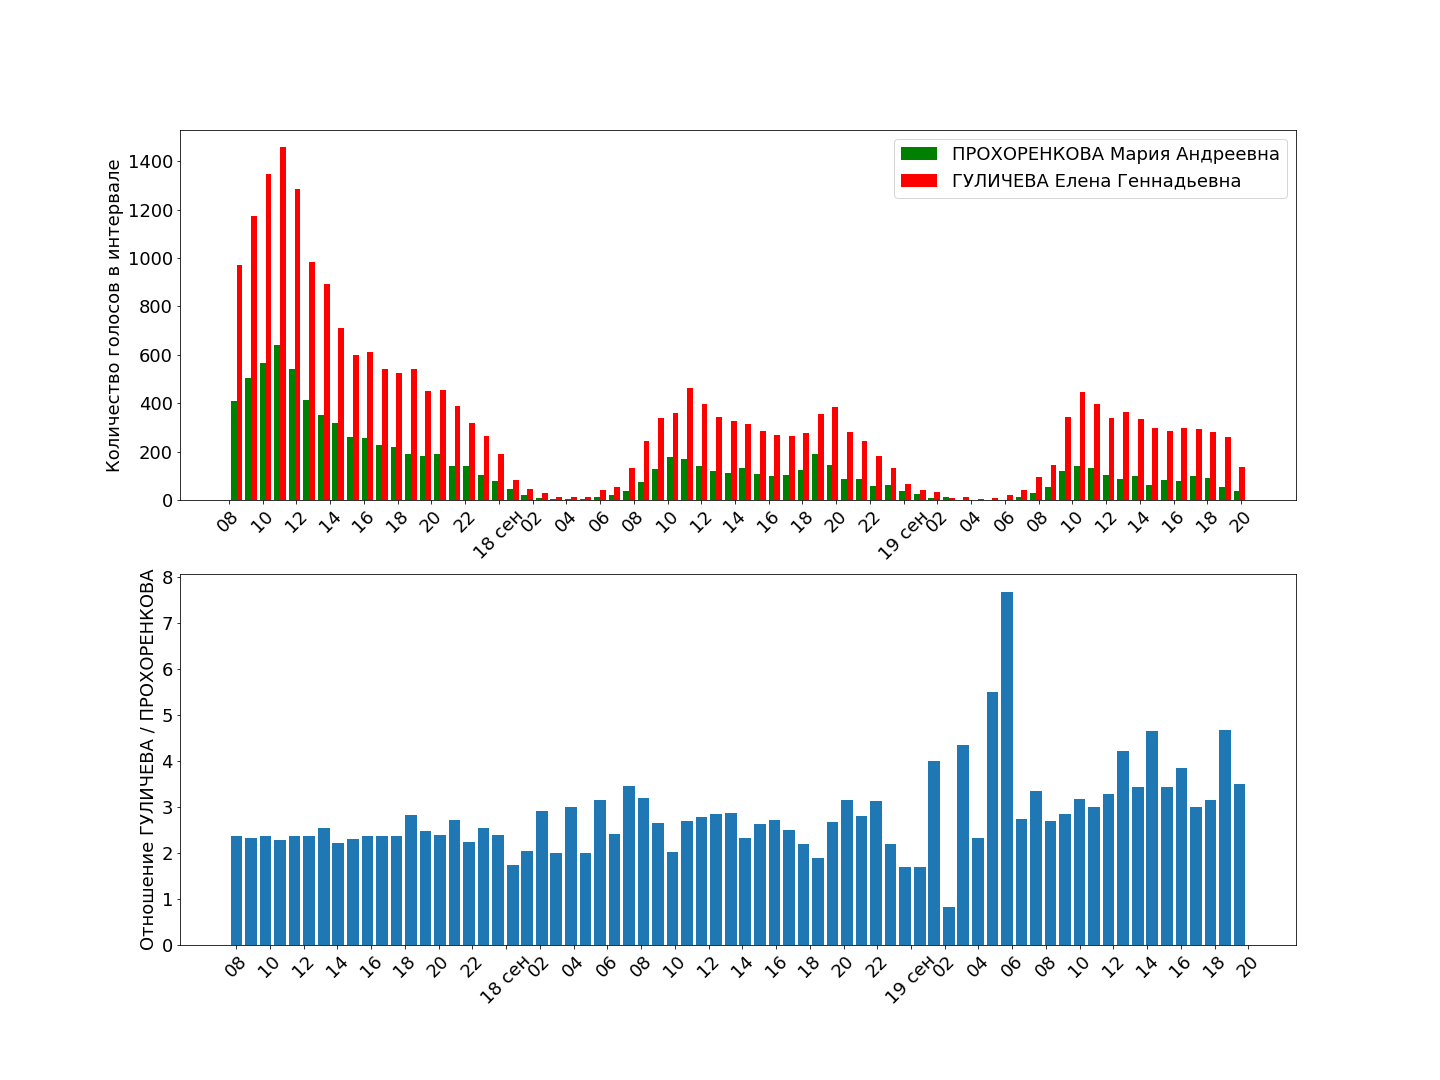 Количество голосов в интервале
1400
1200
1000
800
600
400
200
0
ПРОХОРЕНКОВА Мария Андреевна
ГУЛИЧЕВА Елена Геннадьевна
08 10 12 14 16 18 20 22 18 сен 02 04 06 08 10 12 14 16 18 20 22 19 сен 02 04 06 08 10 12 14 16 18 20
Отношение ГУЛИЧЕВА / ПРОХОРЕНКОВА
8
7
6
5
4
3
2
1
0
08 10 12 14 16 18 20 22 18 сен 02 04 06 08 10 12 14 16 18 20 22 19 сен 02 04 06 08 10 12 14 16 18 20